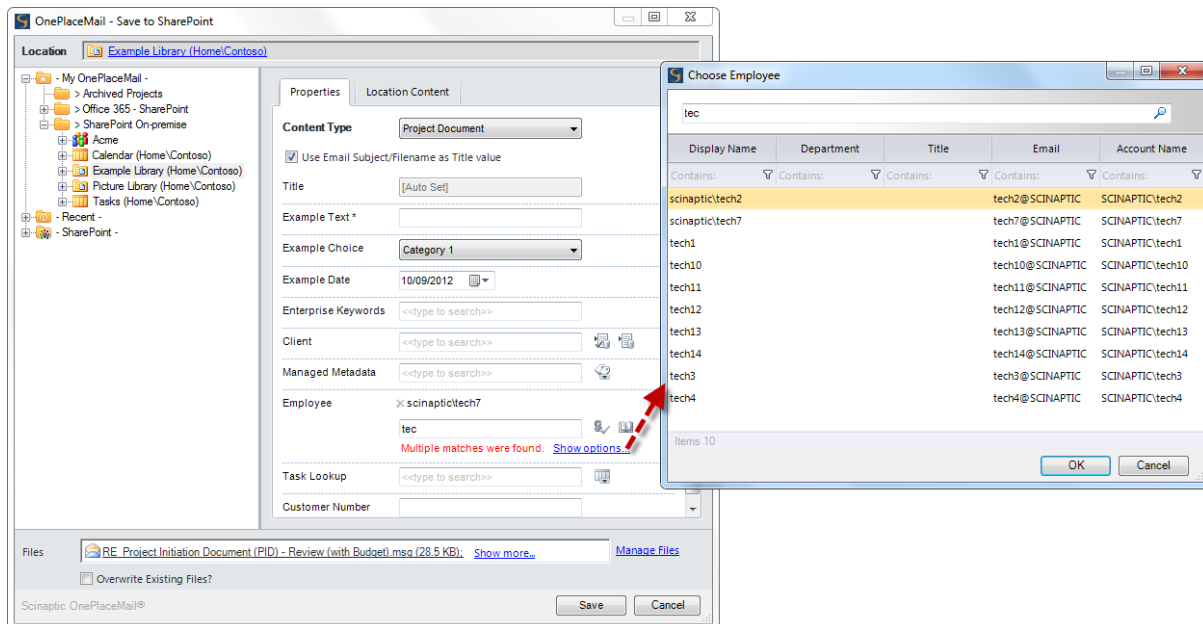 OnePlaceMail - Save to SharePoint
Location Example Library (Home\Contoso)
- My OnePlaceMail -
> Archived Projects
> Office 365 - SharePoint
> SharePoint On-premise
Acme
Calendar (Home\Contoso)
Example Library (Home\Contoso)
Picture Library (Home\Contoso)
Tasks (Home\Contoso)
- Recent -
- SharePoint -
Properties Location Content
Content Type Project Document
Use Email Subject/Filename as Title value
Title [Auto Set]
Example Text *
Example Choice Category 1
Example Date 10/09/2012
Enterprise Keywords <<type to search>>
Client <<type to search>>
Managed Metadata <<type to search>>
Employee scinaptic\tech7
tec
Multiple matches were found. Show options...
Task Lookup <<type to search>>
Customer Number
Files RE_Project Initiation Document (PID) - Review (with Budget).msg (28.5 KB); Show more... Manage Files
Overwrite Existing Files?
Scinaptic OnePlaceMail® Save Cancel
Choose Employee
tec
Display Name Department Title Email Account Name
Contains: Contains: Contains: Contains: Contains:
scinaptic\tech2 tech2@SCINAPTIC SCINAPTIC\tech2
scinaptic\tech7 tech7@SCINAPTIC SCINAPTIC\tech7
tech1 tech1@SCINAPTIC SCINAPTIC\tech1
tech10 tech10@SCINAPTIC SCINAPTIC\tech10
tech11 tech11@SCINAPTIC SCINAPTIC\tech11
tech12 tech12@SCINAPTIC SCINAPTIC\tech12
tech13 tech13@SCINAPTIC SCINAPTIC\tech13
tech14 tech14@SCINAPTIC SCINAPTIC\tech14
tech3 tech3@SCINAPTIC SCINAPTIC\tech3
tech4 tech4@SCINAPTIC SCINAPTIC\tech4
Items 10
OK Cancel